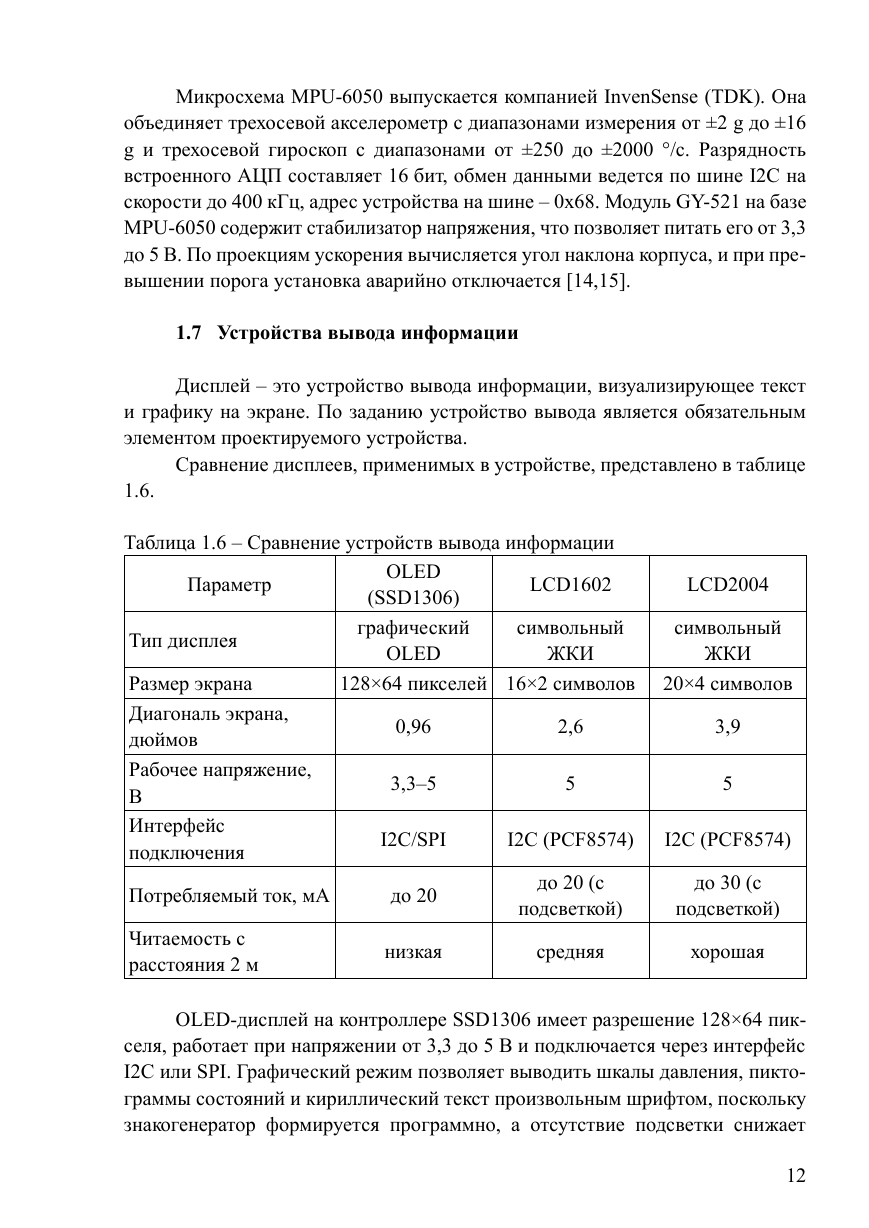 Микросхема MPU-6050 выпускается компанией InvenSense (TDK). Она
объединяет трехосевой акселерометр с диапазонами измерения от ±2 g до ±16
g и трехосевой гироскоп с диапазонами от ±250 до ±2000 °/с. Разрядность
встроенного АЦП составляет 16 бит, обмен данными ведется по шине I2C на
скорости до 400 кГц, адрес устройства на шине – 0x68. Модуль GY-521 на базе
MPU-6050 содержит стабилизатор напряжения, что позволяет питать его от 3,3
до 5 В. По проекциям ускорения вычисляется угол наклона корпуса, и при пре-
вышении порога установка аварийно отключается [14,15].
1.7 Устройства вывода информации
Дисплей – это устройство вывода информации, визуализирующее текст
и графику на экране. По заданию устройство вывода является обязательным
элементом проектируемого устройства.
Сравнение дисплеев, применимых в устройстве, представлено в таблице
1.6.
Таблица 1.6 – Сравнение устройств вывода информации
Параметр OLED (SSD1306) LCD1602 LCD2004
Тип дисплея графический OLED символьный ЖКИ символьный ЖКИ
Размер экрана 128×64 пикселей 16×2 символов 20×4 символов
Диагональ экрана, дюймов 0,96 2,6 3,9
Рабочее напряжение, В 3,3–5 5 5
Интерфейс подключения I2C/SPI I2C (PCF8574) I2C (PCF8574)
Потребляемый ток, мА до 20 до 20 (с подсветкой) до 30 (с подсветкой)
Читаемость с расстояния 2 м низкая средняя хорошая
OLED-дисплей на контроллере SSD1306 имеет разрешение 128×64 пик-
селя, работает при напряжении от 3,3 до 5 В и подключается через интерфейс
I2C или SPI. Графический режим позволяет выводить шкалы давления, пикто-
граммы состояний и кириллический текст произвольным шрифтом, поскольку
знакогенератор формируется программно, а отсутствие подсветки снижает
12